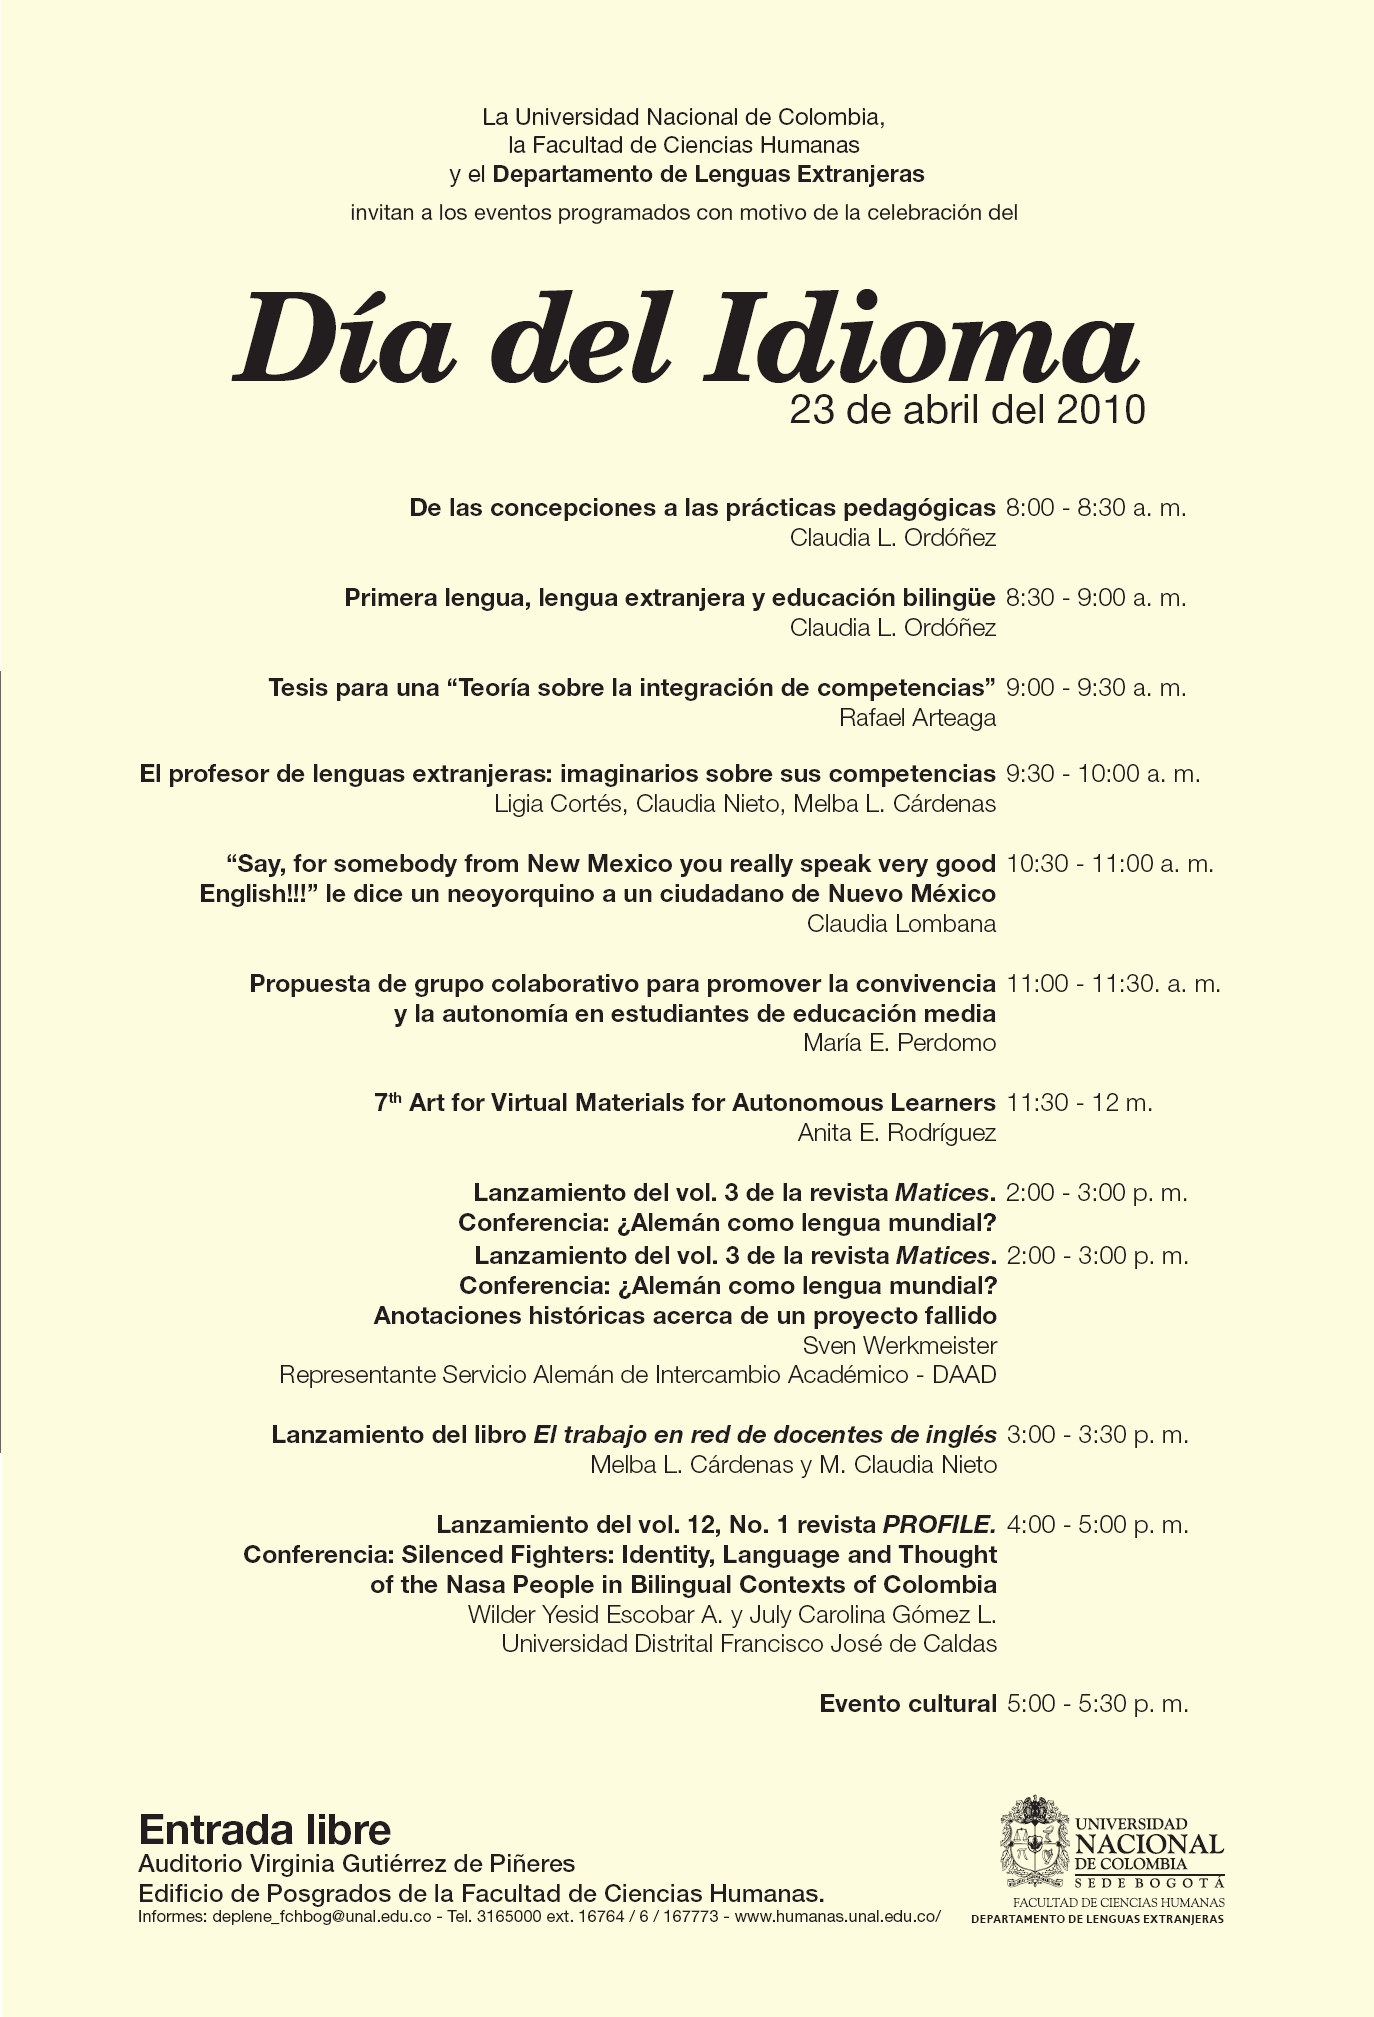 La Universidad Nacional de Colombia,
la Facultad de Ciencias Humanas
y el Departamento de Lenguas Extranjeras
invitan a los eventos programados con motivo de la celebración del
Día del Idioma
23 de abril del 2010
De las concepciones a las prácticas pedagógicas 8:00 - 8:30 a. m.
Claudia L. Ordóñez
Primera lengua, lengua extranjera y educación bilingüe 8:30 - 9:00 a. m.
Claudia L. Ordóñez
Tesis para una “Teoría sobre la integración de competencias” 9:00 - 9:30 a. m.
Rafael Arteaga
El profesor de lenguas extranjeras: imaginarios sobre sus competencias 9:30 - 10:00 a. m.
Ligia Cortés, Claudia Nieto, Melba L. Cárdenas
“Say, for somebody from New Mexico you really speak very good 10:30 - 11:00 a. m.
English!!!” le dice un neoyorquino a un ciudadano de Nuevo México
Claudia Lombana
Propuesta de grupo colaborativo para promover la convivencia 11:00 - 11:30. a. m.
y la autonomía en estudiantes de educación media
María E. Perdomo
7th Art for Virtual Materials for Autonomous Learners 11:30 - 12 m.
Anita E. Rodríguez
Lanzamiento del vol. 3 de la revista Matices. 2:00 - 3:00 p. m.
Conferencia: ¿Alemán como lengua mundial?
Lanzamiento del vol. 3 de la revista Matices. 2:00 - 3:00 p. m.
Conferencia: ¿Alemán como lengua mundial?
Anotaciones históricas acerca de un proyecto fallido
Sven Werkmeister
Representante Servicio Alemán de Intercambio Académico - DAAD
Lanzamiento del libro El trabajo en red de docentes de inglés 3:00 - 3:30 p. m.
Melba L. Cárdenas y M. Claudia Nieto
Lanzamiento del vol. 12, No. 1 revista PROFILE. 4:00 - 5:00 p. m.
Conferencia: Silenced Fighters: Identity, Language and Thought
of the Nasa People in Bilingual Contexts of Colombia
Wilder Yesid Escobar A. y July Carolina Gómez L.
Universidad Distrital Francisco José de Caldas
Evento cultural 5:00 - 5:30 p. m.
Entrada libre
Auditorio Virginia Gutiérrez de Piñeres
Edificio de Posgrados de la Facultad de Ciencias Humanas.
Informes: deplene_fchbog@unal.edu.co - Tel. 3165000 ext. 16764 / 6 / 167773 - www.humanas.unal.edu.co/
UNIVERSIDAD
NACIONAL
DE COLOMBIA
SEDE BOGOTÁ
FACULTAD DE CIENCIAS HUMANAS
DEPARTAMENTO DE LENGUAS EXTRANJERAS